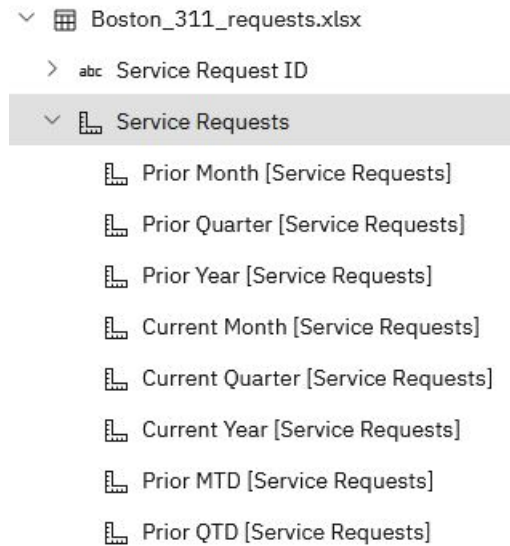 Boston_311_requests.xlsx
abc Service Request ID
Service Requests
Prior Month [Service Requests]
Prior Quarter [Service Requests]
Prior Year [Service Requests]
Current Month [Service Requests]
Current Quarter [Service Requests]
Current Year [Service Requests]
Prior MTD [Service Requests]
Prior QTD [Service Requests]